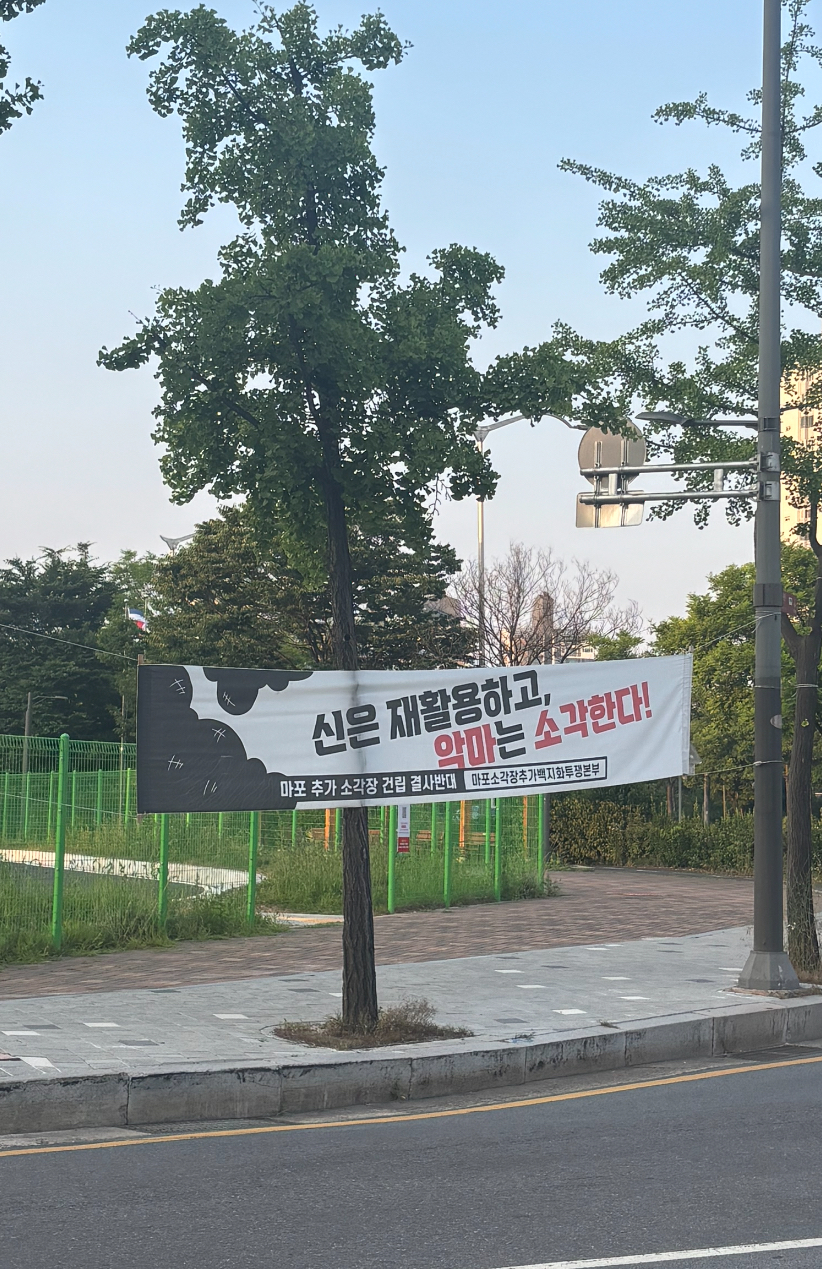 신은 재활용하고,
악마는 소각한다!
마포 추가 소각장 건립 결사반대 마포소각장추가백지화투쟁본부